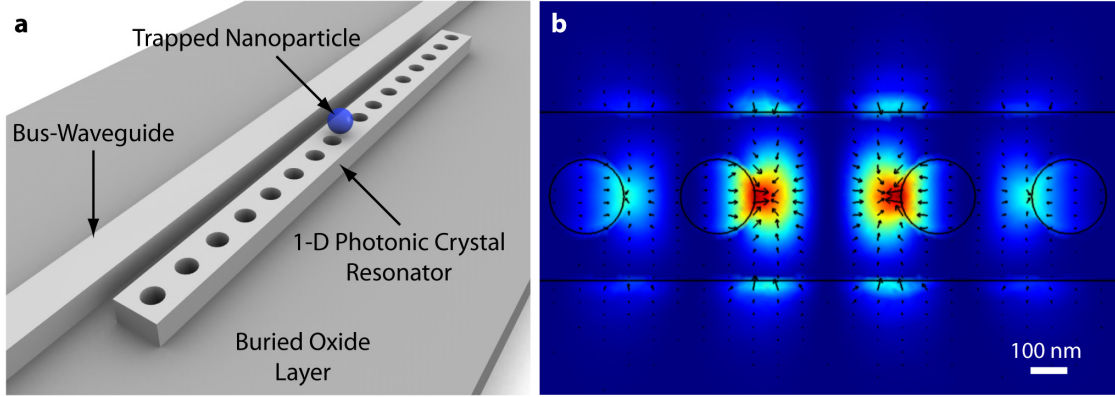 a
Trapped Nanoparticle
Bus-Waveguide
1-D Photonic Crystal
Resonator
Buried Oxide
Layer
b
100 nm